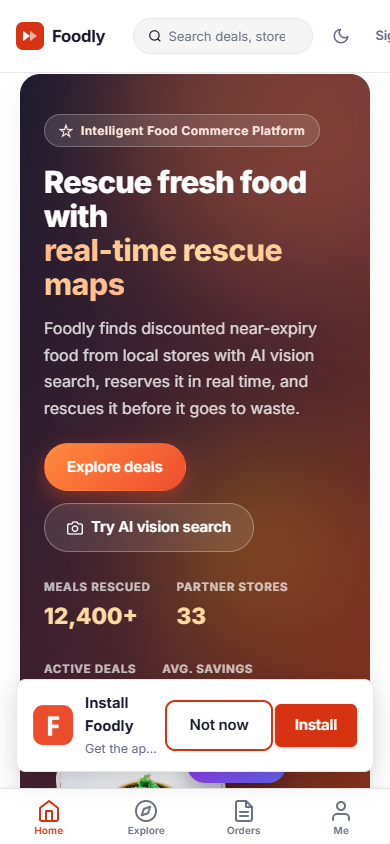 Foodly
Search deals, store
Sig
Intelligent Food Commerce Platform
Rescue fresh food
with
real-time rescue
maps
Foodly finds discounted near-expiry
food from local stores with AI vision
search, reserves it in real time, and
rescues it before it goes to waste.
Explore deals
Try AI vision search
MEALS RESCUED PARTNER STORES
12,400+ 33
ACTIVE DEALS AVG. SAVINGS
Install
Foodly
Get the ap...
F
Not now
Install
Home Explore Orders Me